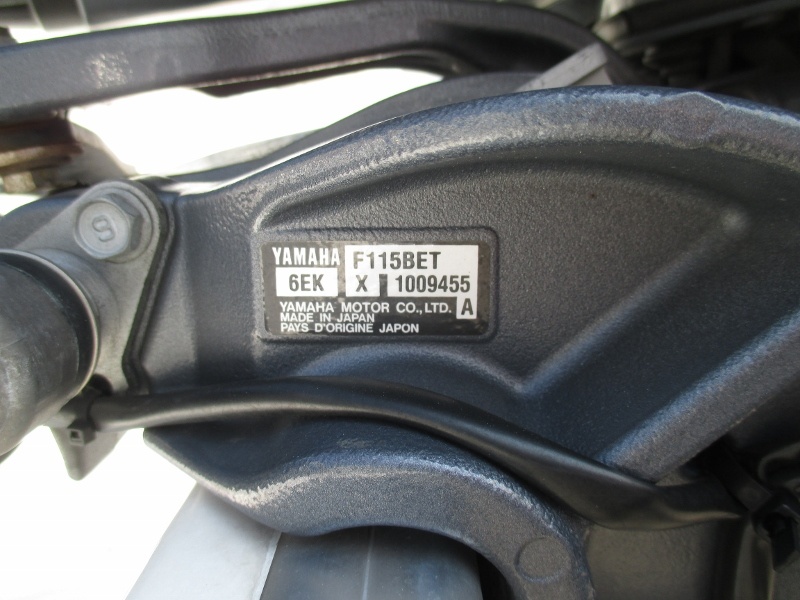 YAMAHA F115BET
6EK X 1009455
YAMAHA MOTOR CO.,LTD. A
MADE IN JAPAN
PAYS D'ORIGINE JAPON
S